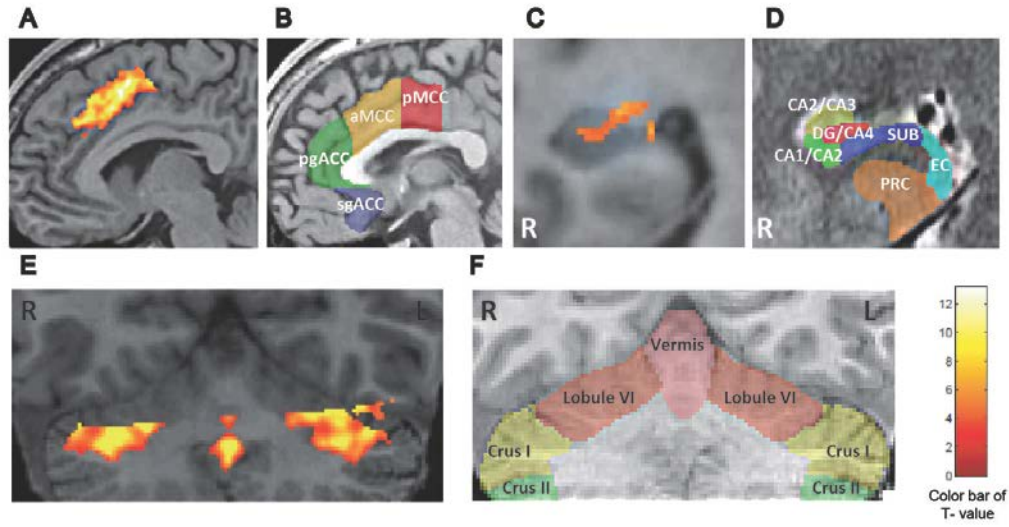 A
B
C
D
pMCC
aMCC
pgACC
sgACC
R
CA2/CA3
DG/CA4
SUB
CA1/CA2
EC
PRC
R
E
F
R
L
R
L
Vermis
Lobule VI
Lobule VI
Crus I
Crus I
Crus II
Crus II
12
10
8
6
4
2
0
Color bar of
T- value